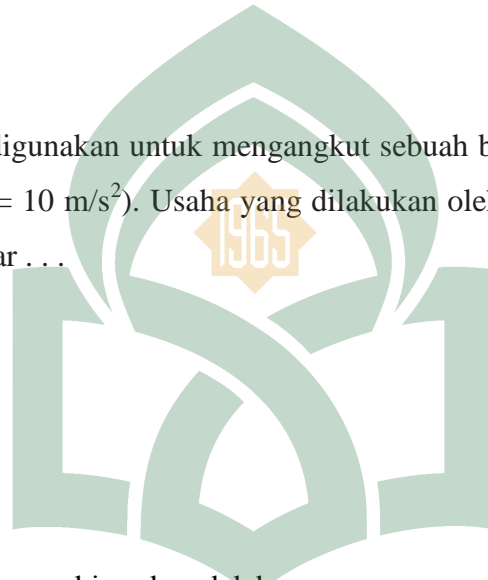 digunakan untuk mengangkut sebuah b
= 10 m/s²). Usaha yang dilakukan oleh
ar . . .
1965